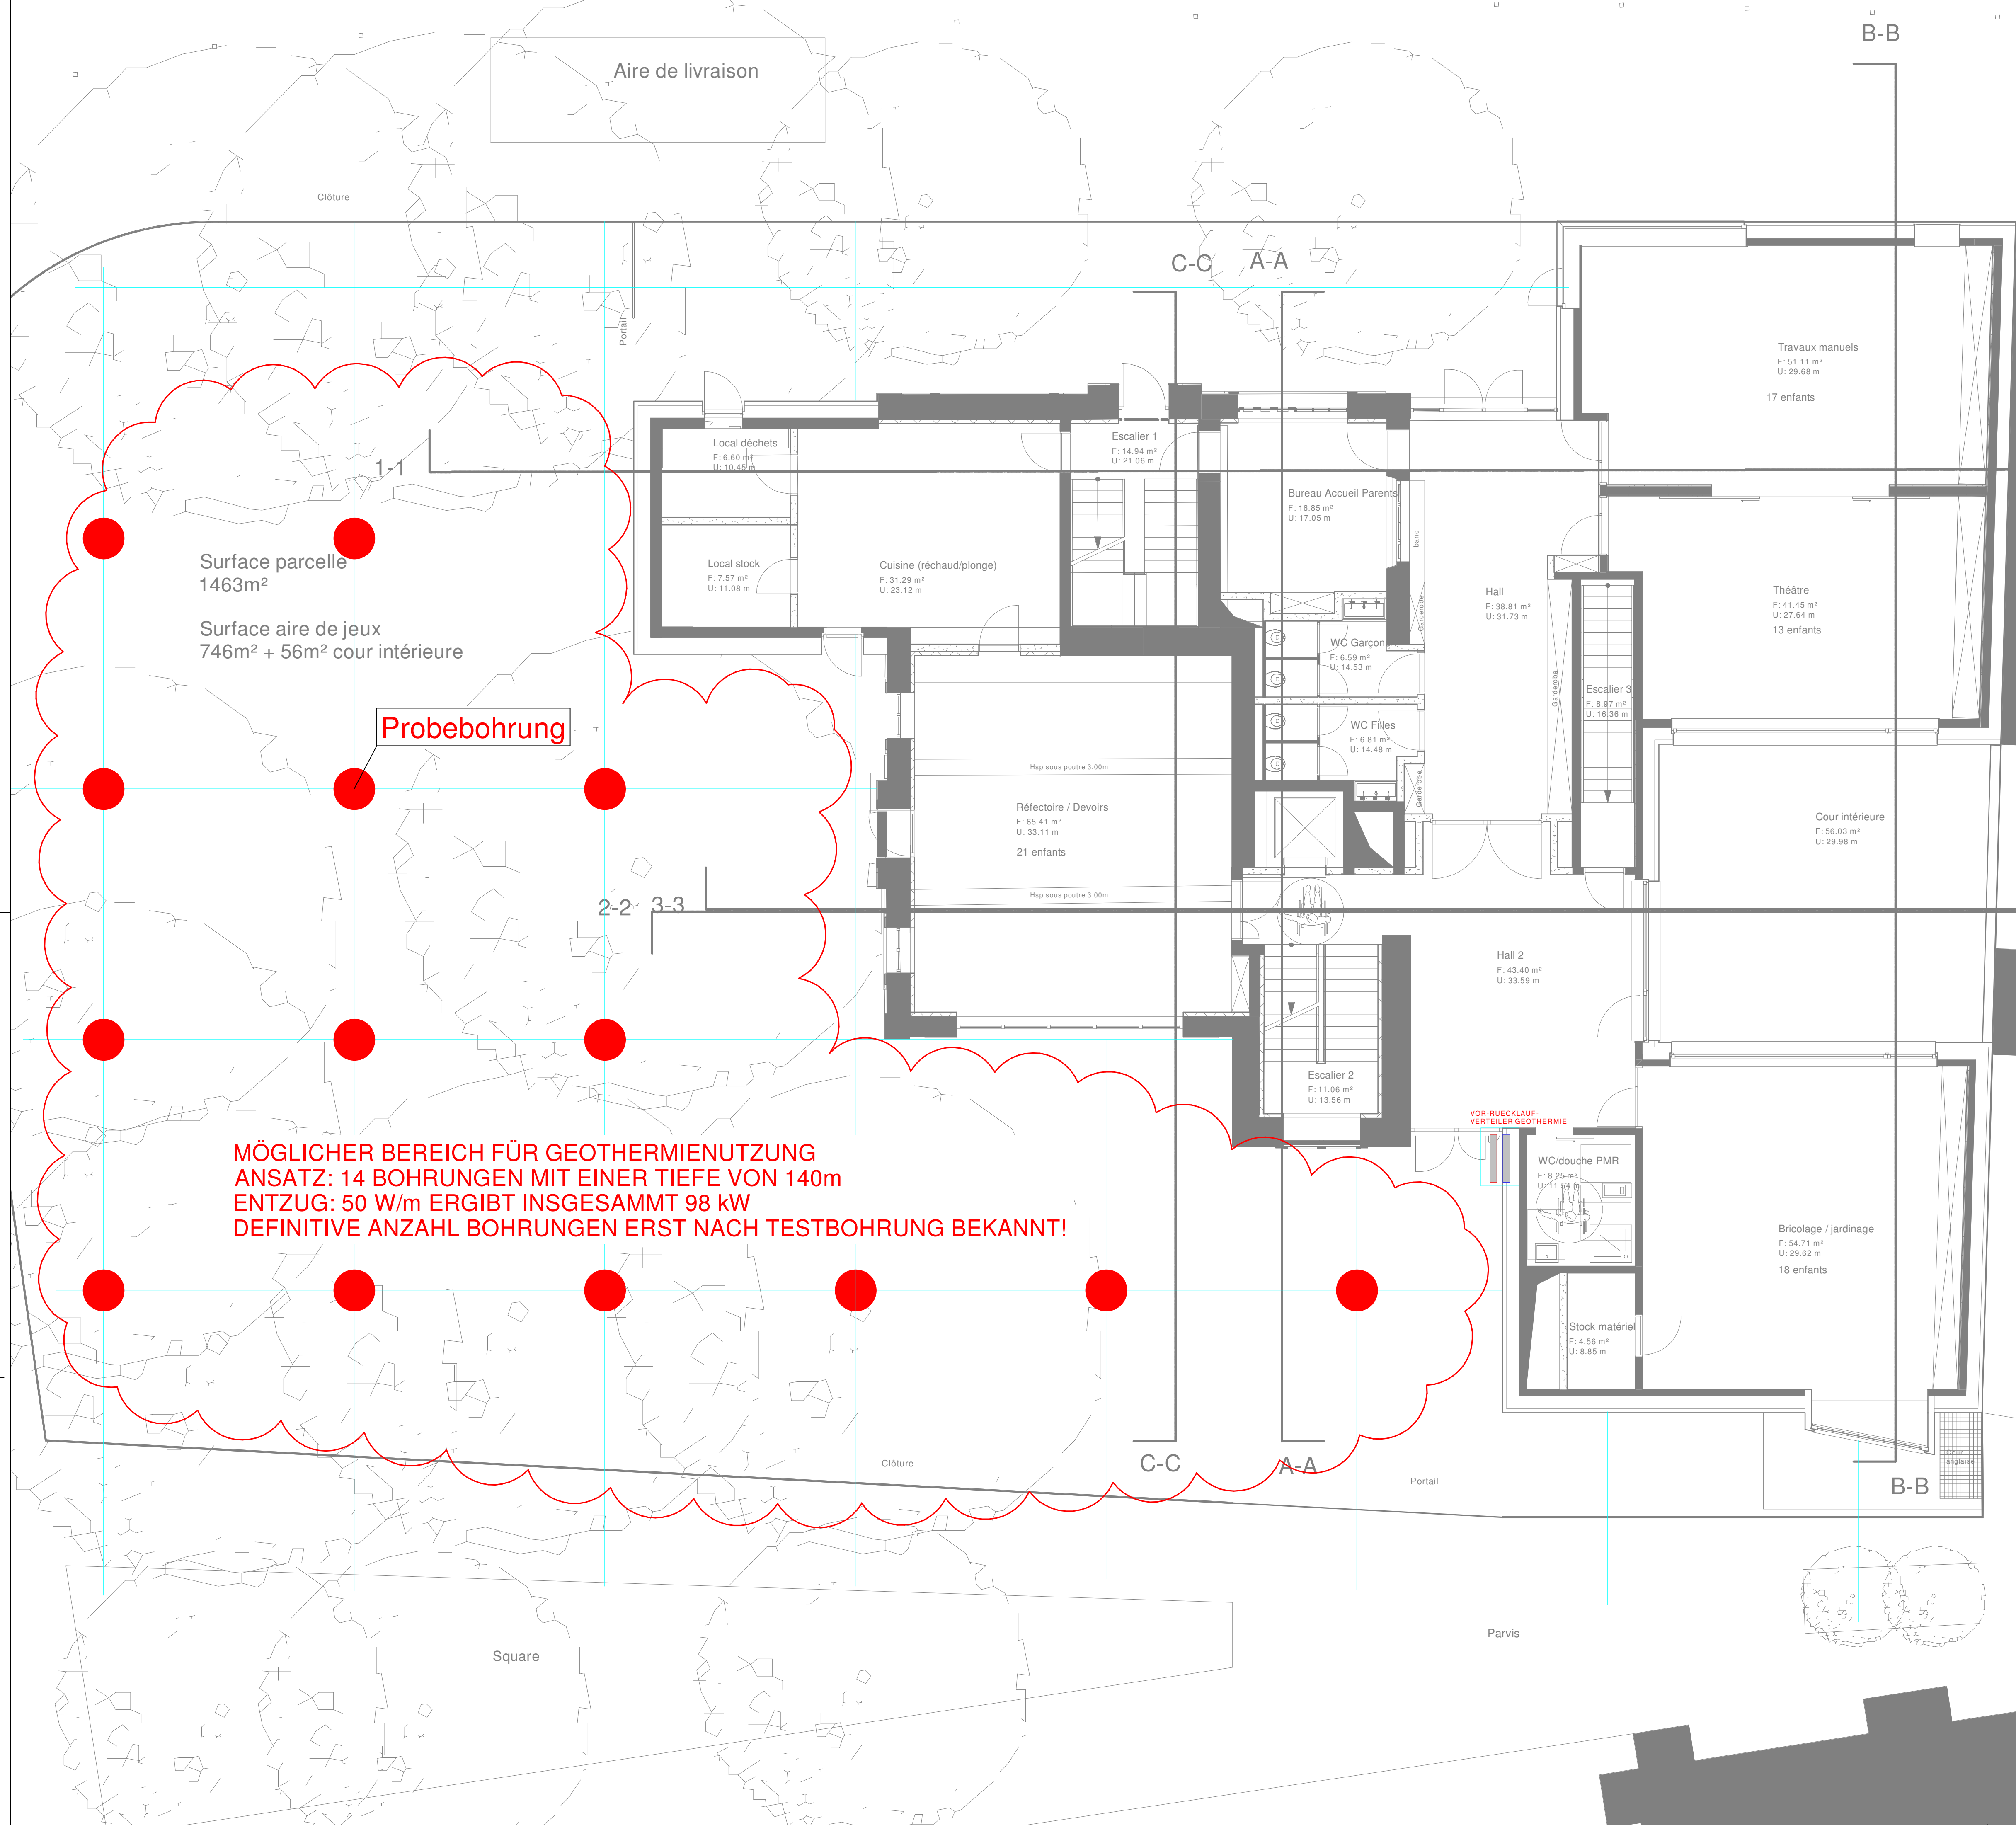 B-B
Aire de livraison
Clôture
C-C
A-A
Portail
Travaux manuels
F: 51.11 m²
U: 29.68 m
17 enfants
Local déchets
F: 6.60 m²
U: 10.45 m
Escalier 1
F: 14.94 m²
U: 21.06 m
1-1
Bureau Accueil Parents
F: 16.85 m²
U: 17.05 m
banc
Surface parcelle
1463m²
Surface aire de jeux
746m² + 56m² cour intérieure
Local stock
F: 7.57 m²
U: 11.08 m
Cuisine (réchaud/plonge)
F: 31.29 m²
U: 23.12 m
Hall
F: 38.81 m²
U: 31.73 m
Garderobe
Théâtre
F: 41.45 m²
U: 27.64 m
13 enfants
WC Garçon
F: 6.59 m²
U: 14.53 m
Garderobe
Escalier 3
F: 8.97 m²
U: 16.36 m
Probebohrung
WC Filles
F: 6.81 m²
U: 14.48 m
Garderobe
Hsp sous poutre 3.00m
Réfectoire / Devoirs
F: 65.41 m²
U: 33.11 m
21 enfants
Cour intérieure
F: 56.03 m²
U: 29.98 m
Hsp sous poutre 3.00m
2-2
3-3
Hall 2
F: 43.40 m²
U: 33.59 m
Escalier 2
F: 11.06 m²
U: 13.56 m
VOR-RUECKLAUF-
VERTEILER GEOTHERMIE
MÖGLICHER BEREICH FÜR GEOTHERMIENUTZUNG
ANSATZ: 14 BOHRUNGEN MIT EINER TIEFE VON 140m
ENTZUG: 50 W/m ERGIBT INSGESAMMT 98 kW
DEFINITIVE ANZAHL BOHRUNGEN ERST NACH TESTBOHRUNG BEKANNT!
WC/douche PMR
F: 8.25 m²
U: 11.54 m
Bricolage / jardinage
F: 54.71 m²
U: 29.62 m
18 enfants
Stock matériel
F: 4.56 m²
U: 8.85 m
Clôture
C-C
A-A
Portail
Cour
anglaise
B-B
Square
Parvis